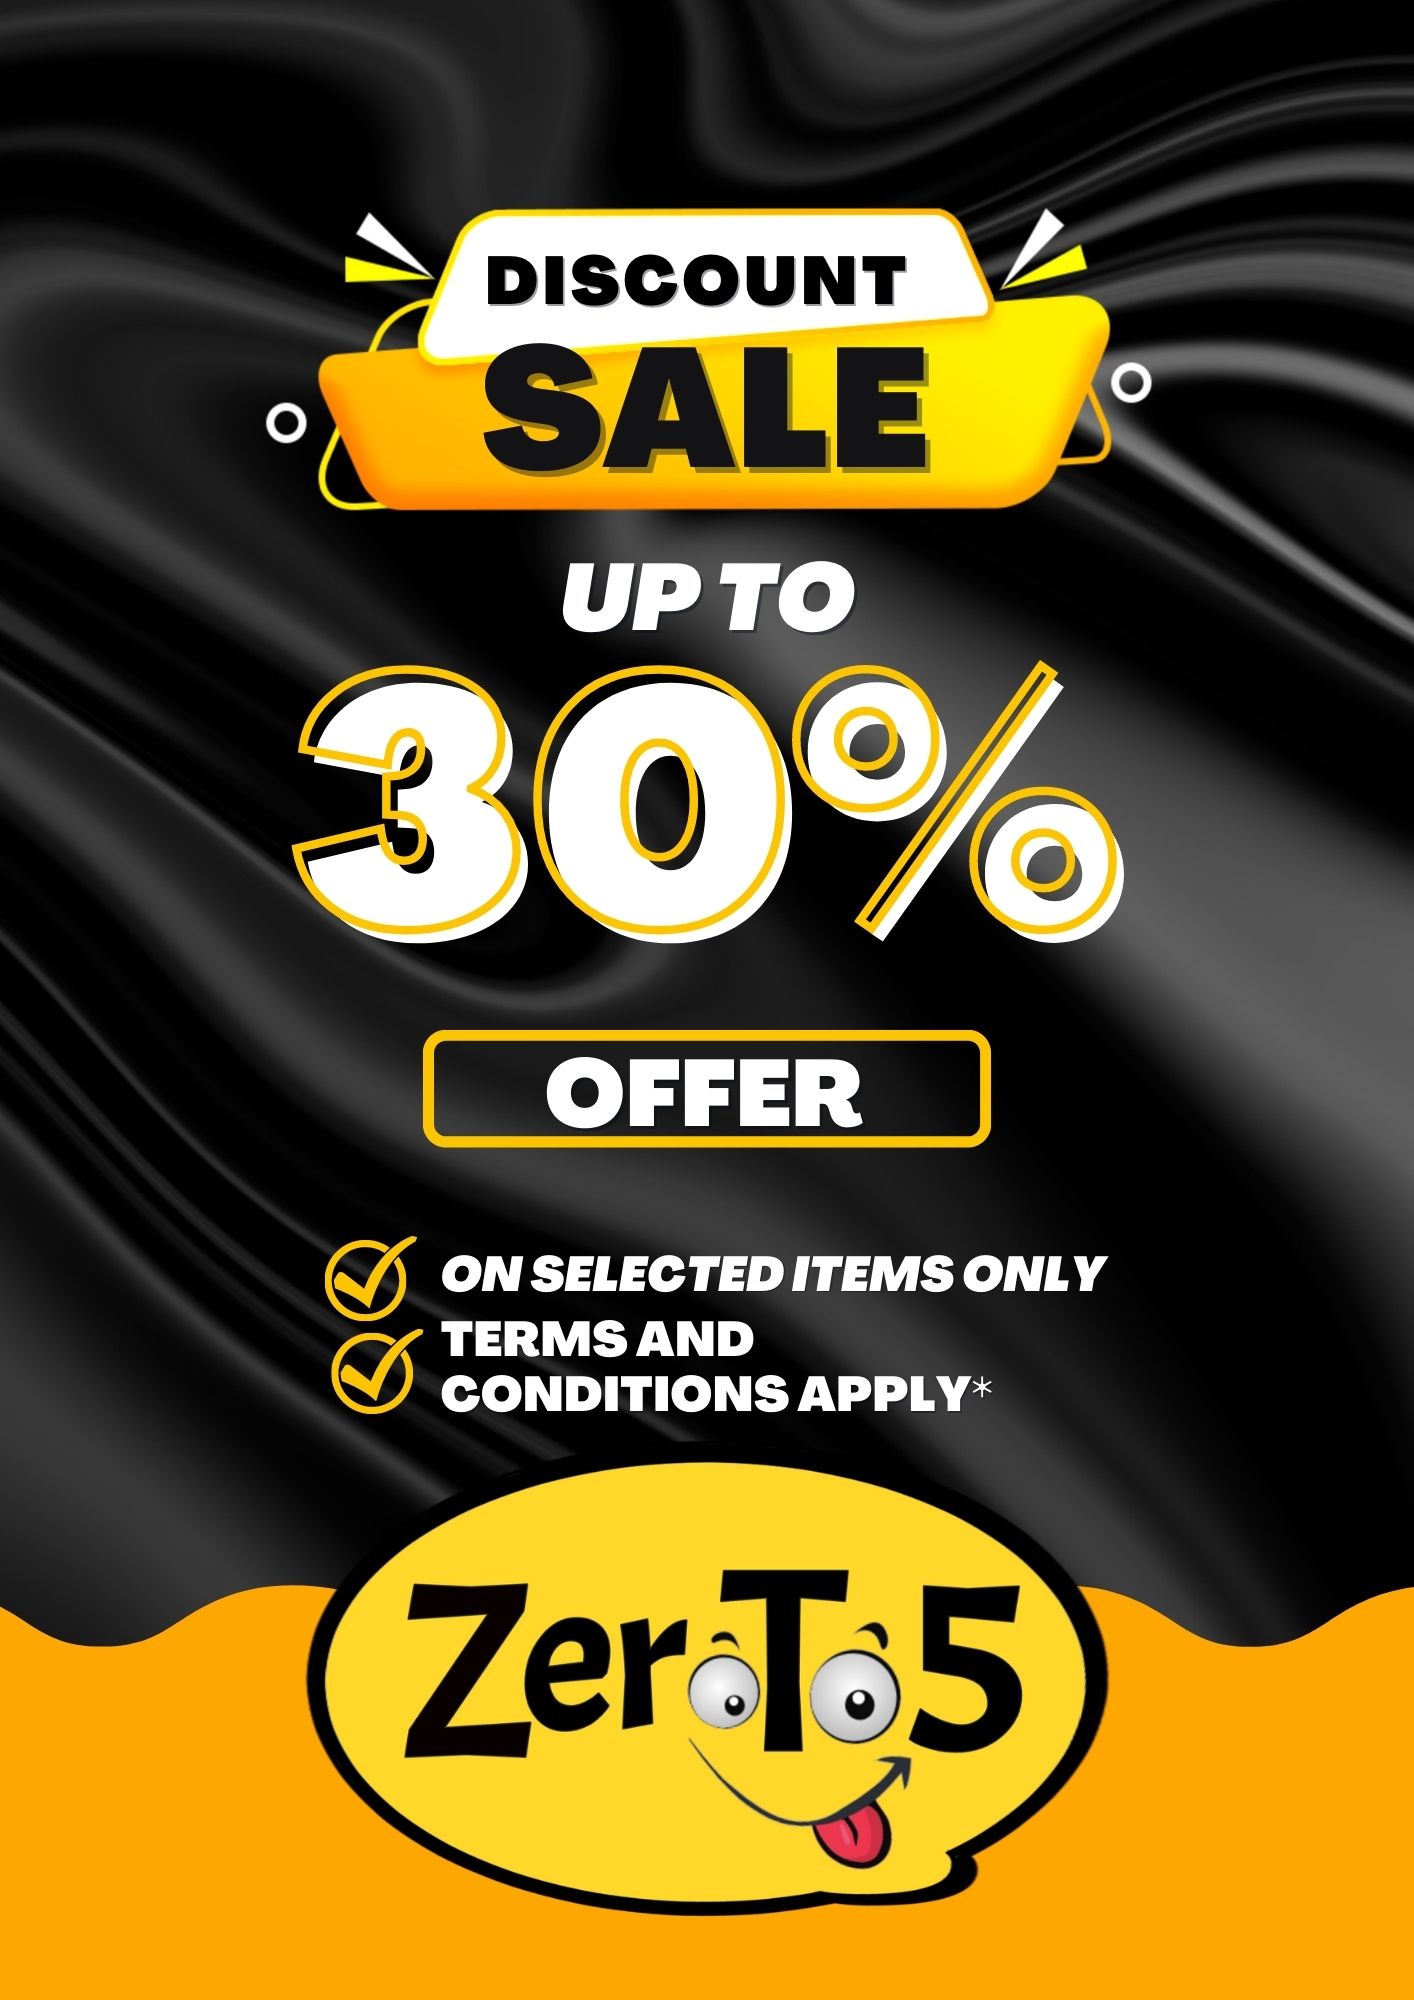 DISCOUNT
SALE
UP TO
30%
OFFER
ON SELECTED ITEMS ONLY
TERMS AND
CONDITIONS APPLY*
ZeroTo5